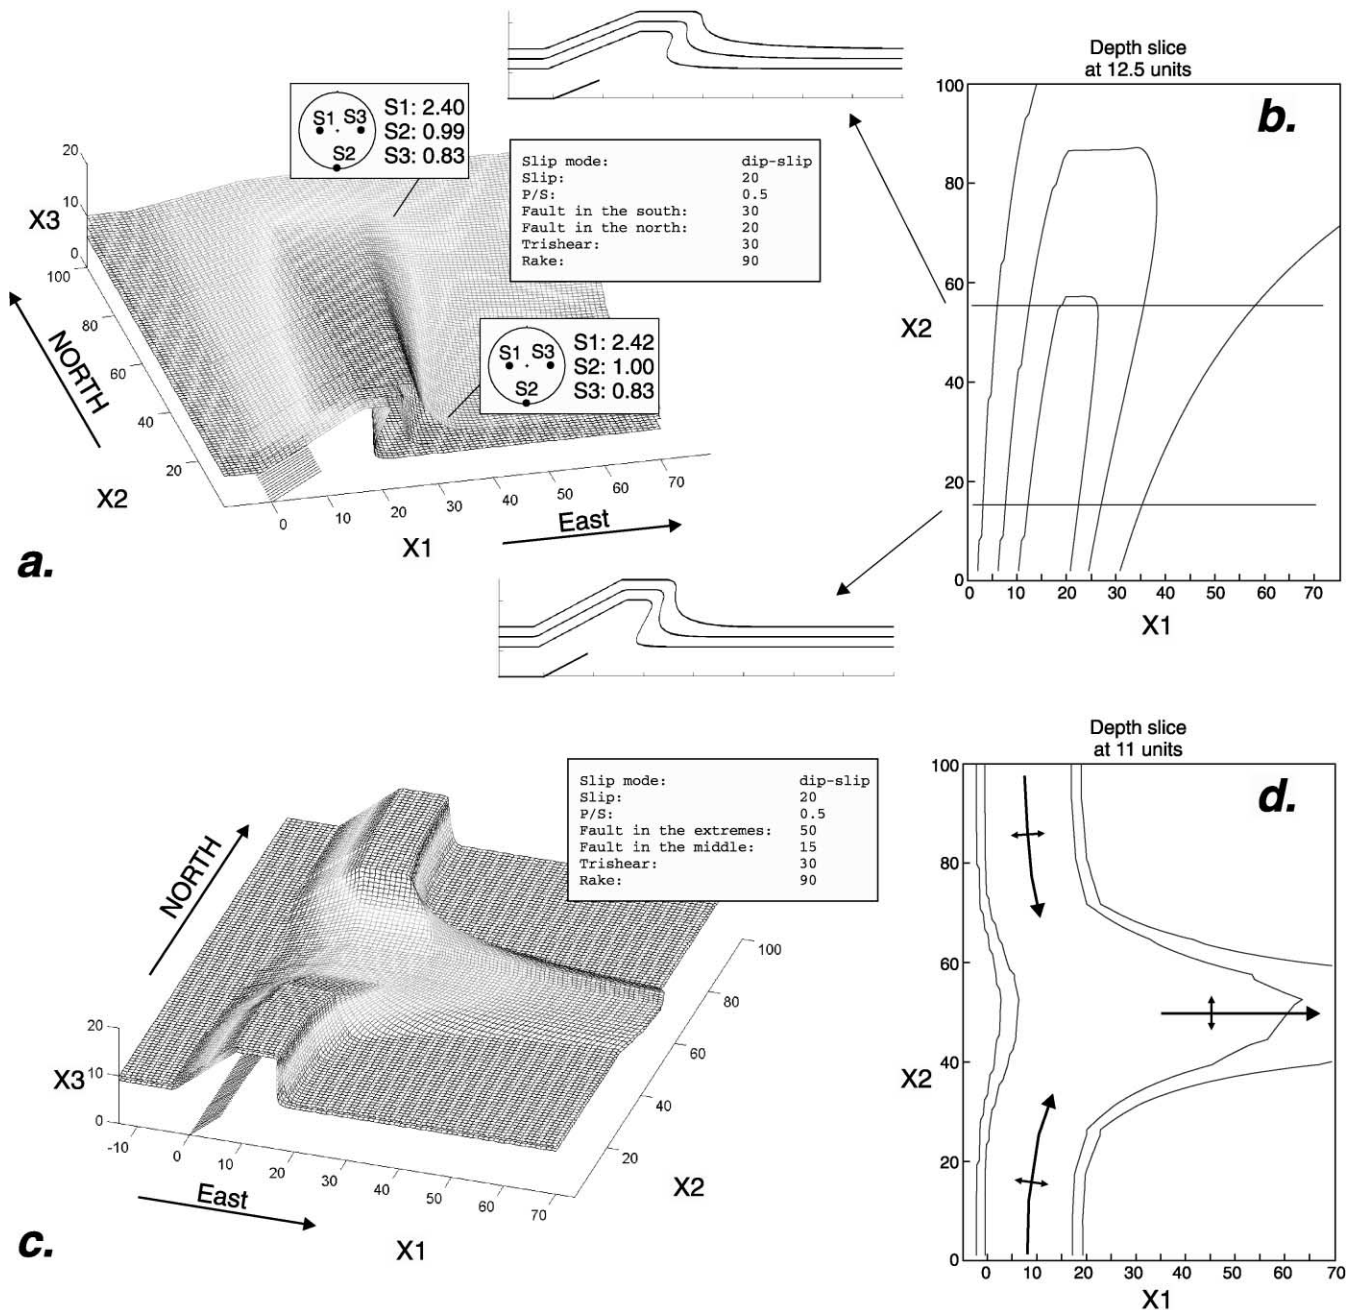 Depth slice
at 12.5 units
b.
100
80
60
X2
40
20
0
0 10 20 30 40 50 60 70
X1
S1 S3
S2
S1: 2.40
S2: 0.99
S3: 0.83
Slip mode: dip-slip
Slip: 20
P/S: 0.5
Fault in the south: 30
Fault in the north: 20
Trishear: 30
Rake: 90
20
10
0
X3
100
80
60
40
20
NORTH
X2
S1 S3
S2
S1: 2.42
S2: 1.00
S3: 0.83
0 10 20 30 40 50 60 70
East
X1
a.
Slip mode: dip-slip
Slip: 20
P/S: 0.5
Fault in the extremes: 50
Fault in the middle: 15
Trishear: 30
Rake: 90
NORTH
20
10
0
X3
-10 0 10 20 30 40 50 60 70
East
X1
100
80
60
40
20
X2
c.
Depth slice
at 11 units
d.
100
80
60
40
X2
20
0
0 10 20 30 40 50 60 70
X1